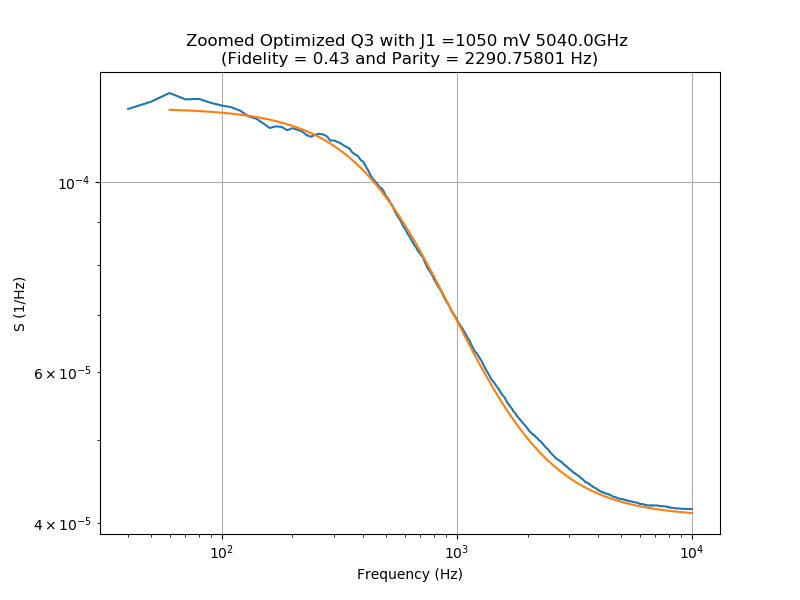 Zoomed Optimized Q3 with J1 =1050 mV 5040.0GHz
(Fidelity = 0.43 and Parity = 2290.75801 Hz)
S (1/Hz)
10⁻⁴
6 × 10⁻⁵
4 × 10⁻⁵
10² 10³ 10⁴
Frequency (Hz)